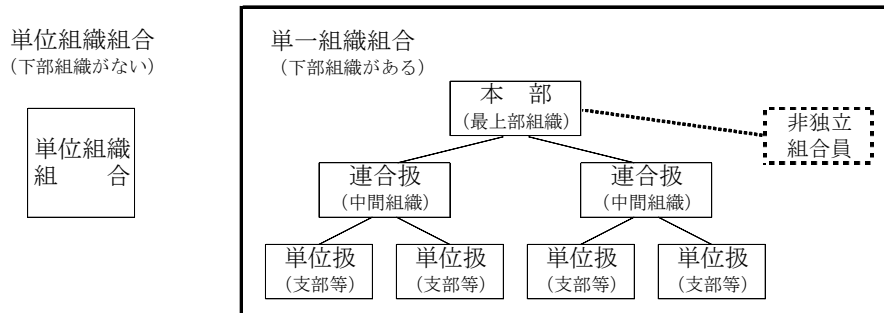 単位組織組合
（下部組織がない）
単位組織
組　　合
単一組織組合
（下部組織がある）
本　部
（最上部組織）
非独立
組合員
連合扱
（中間組織）
連合扱
（中間組織）
単位扱
（支部等）
単位扱
（支部等）
単位扱
（支部等）
単位扱
（支部等）